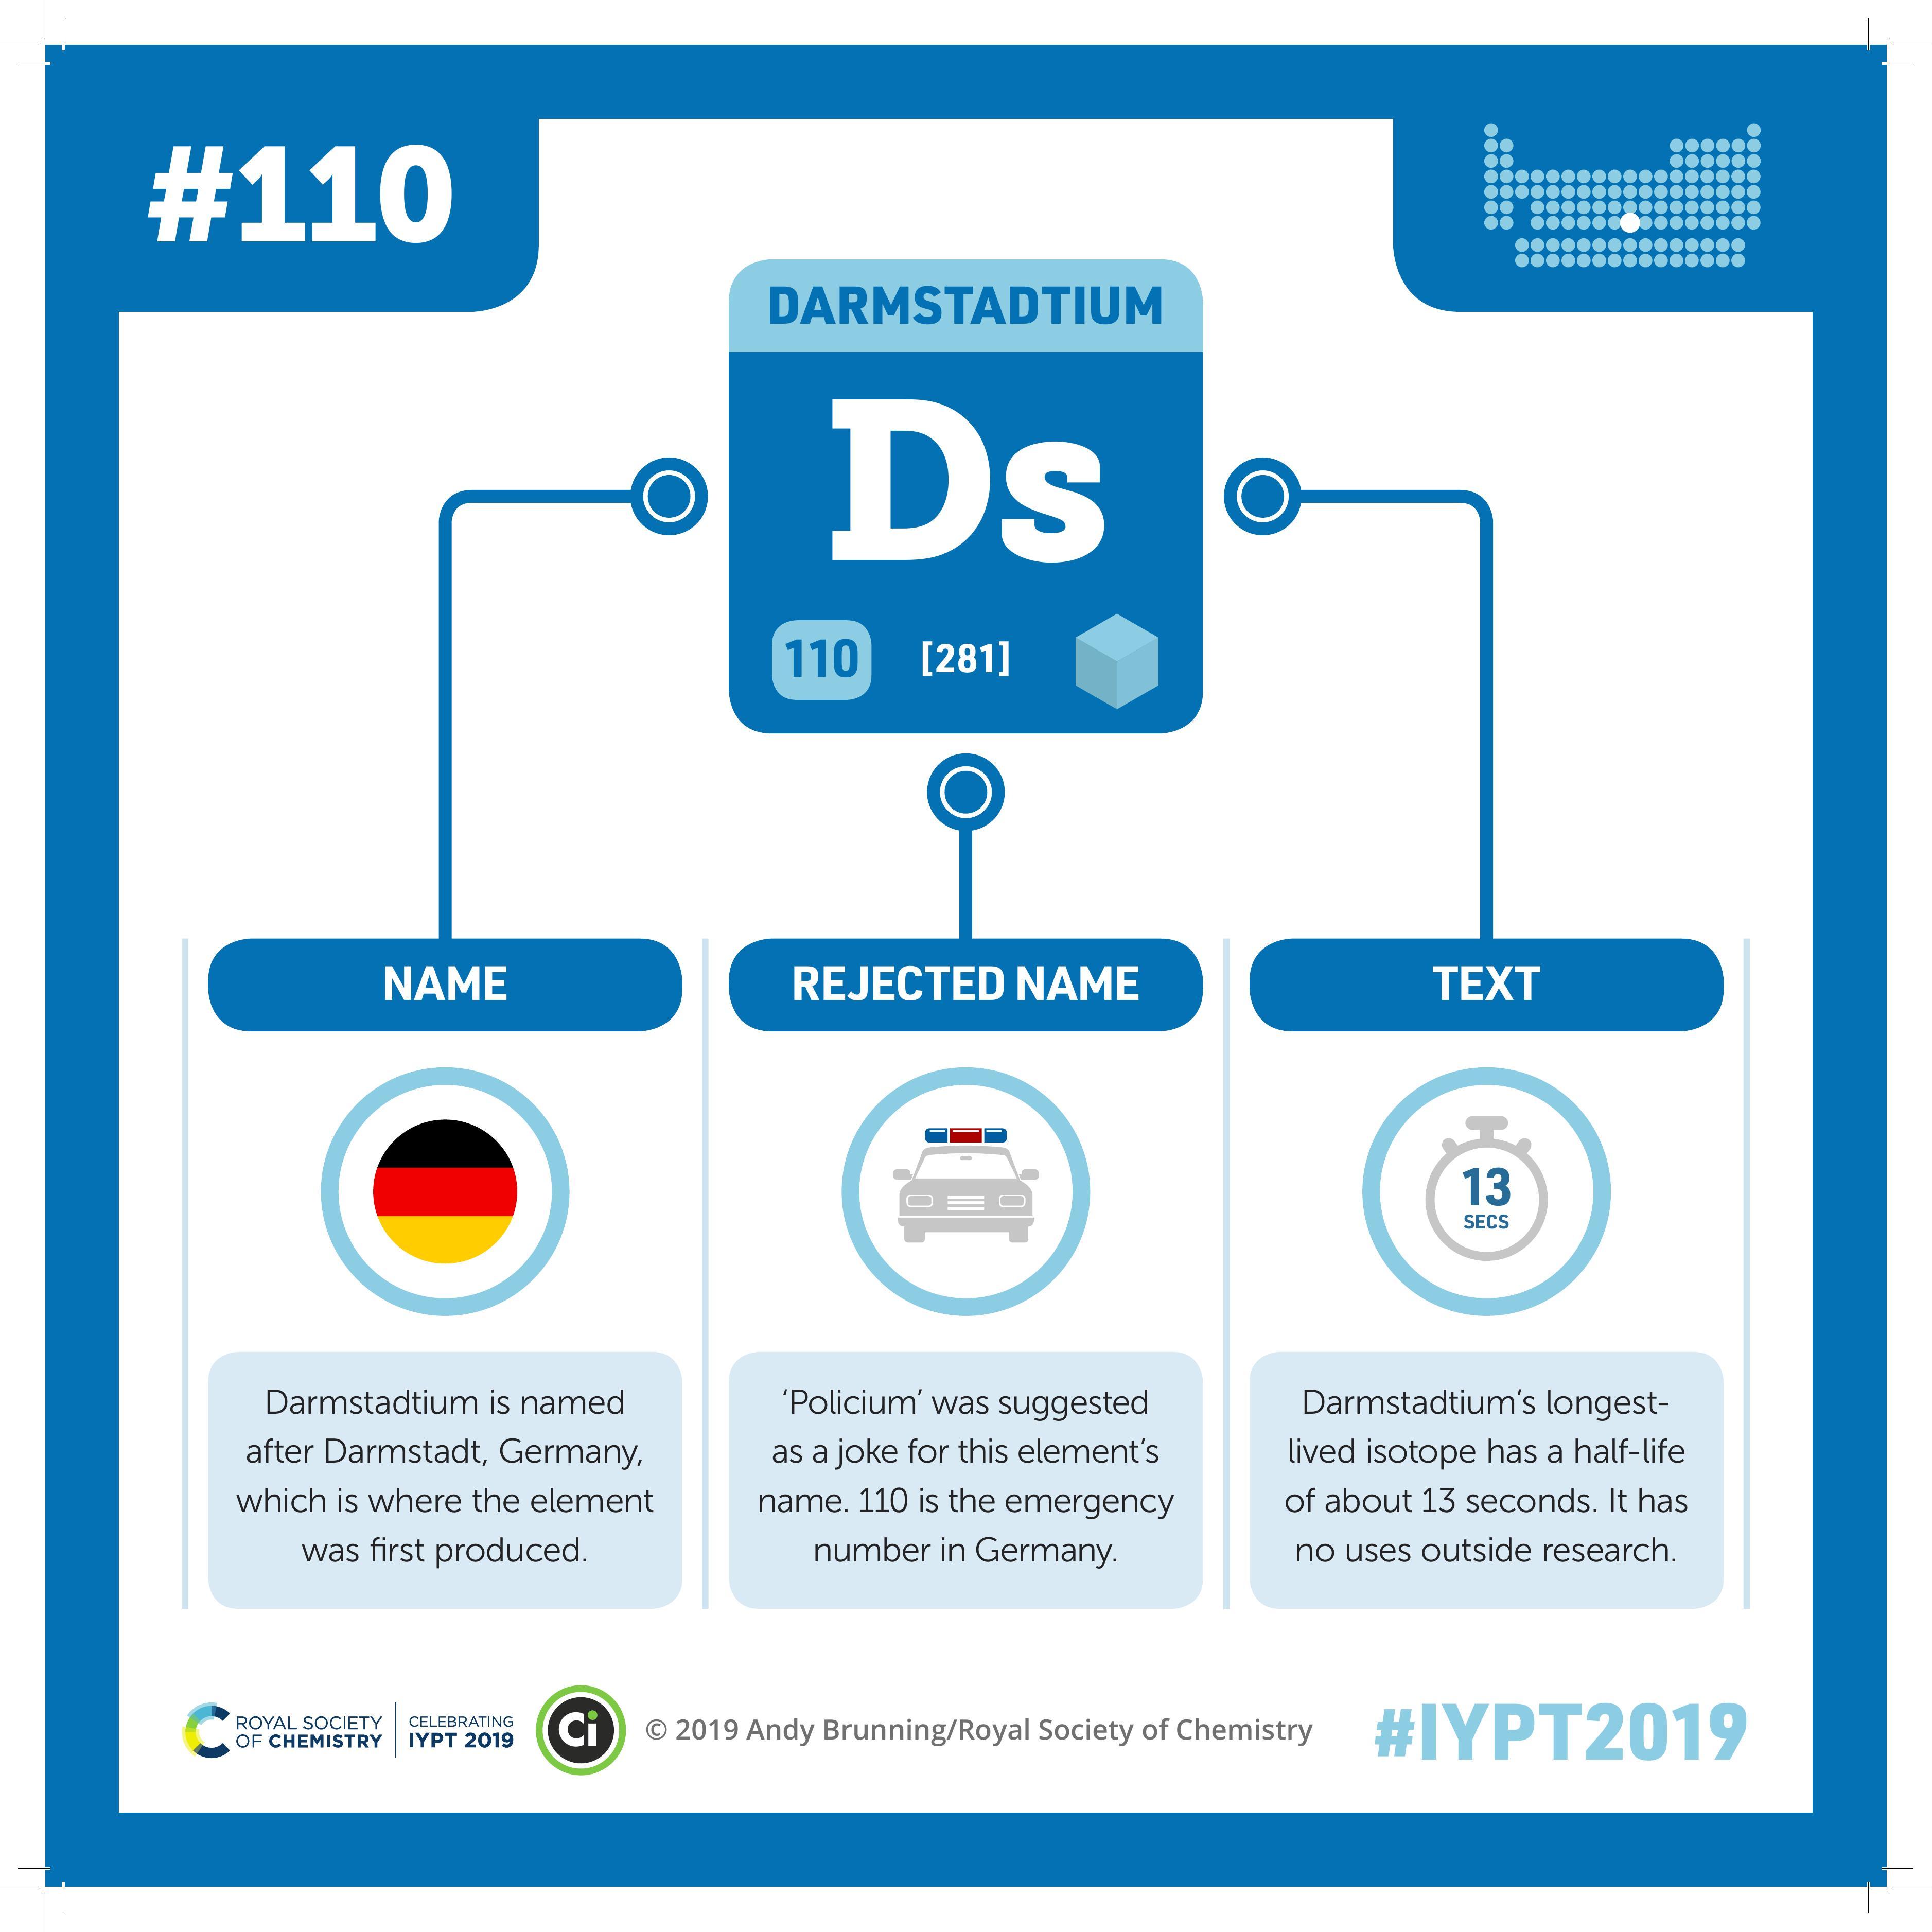 #110
DARMSTADTIUM
Ds
110 [281]
NAME
REJECTED NAME
TEXT
13
SECS
Darmstadtium is named
after Darmstadt, Germany,
which is where the element
was first produced.
‘Policium’ was suggested
as a joke for this element’s
name. 110 is the emergency
number in Germany.
Darmstadtium’s longest-
lived isotope has a half-life
of about 13 seconds. It has
no uses outside research.
ROYAL SOCIETY
OF CHEMISTRY
CELEBRATING
IYPT 2019
Ci
© 2019 Andy Brunning/Royal Society of Chemistry
#IYPT2019